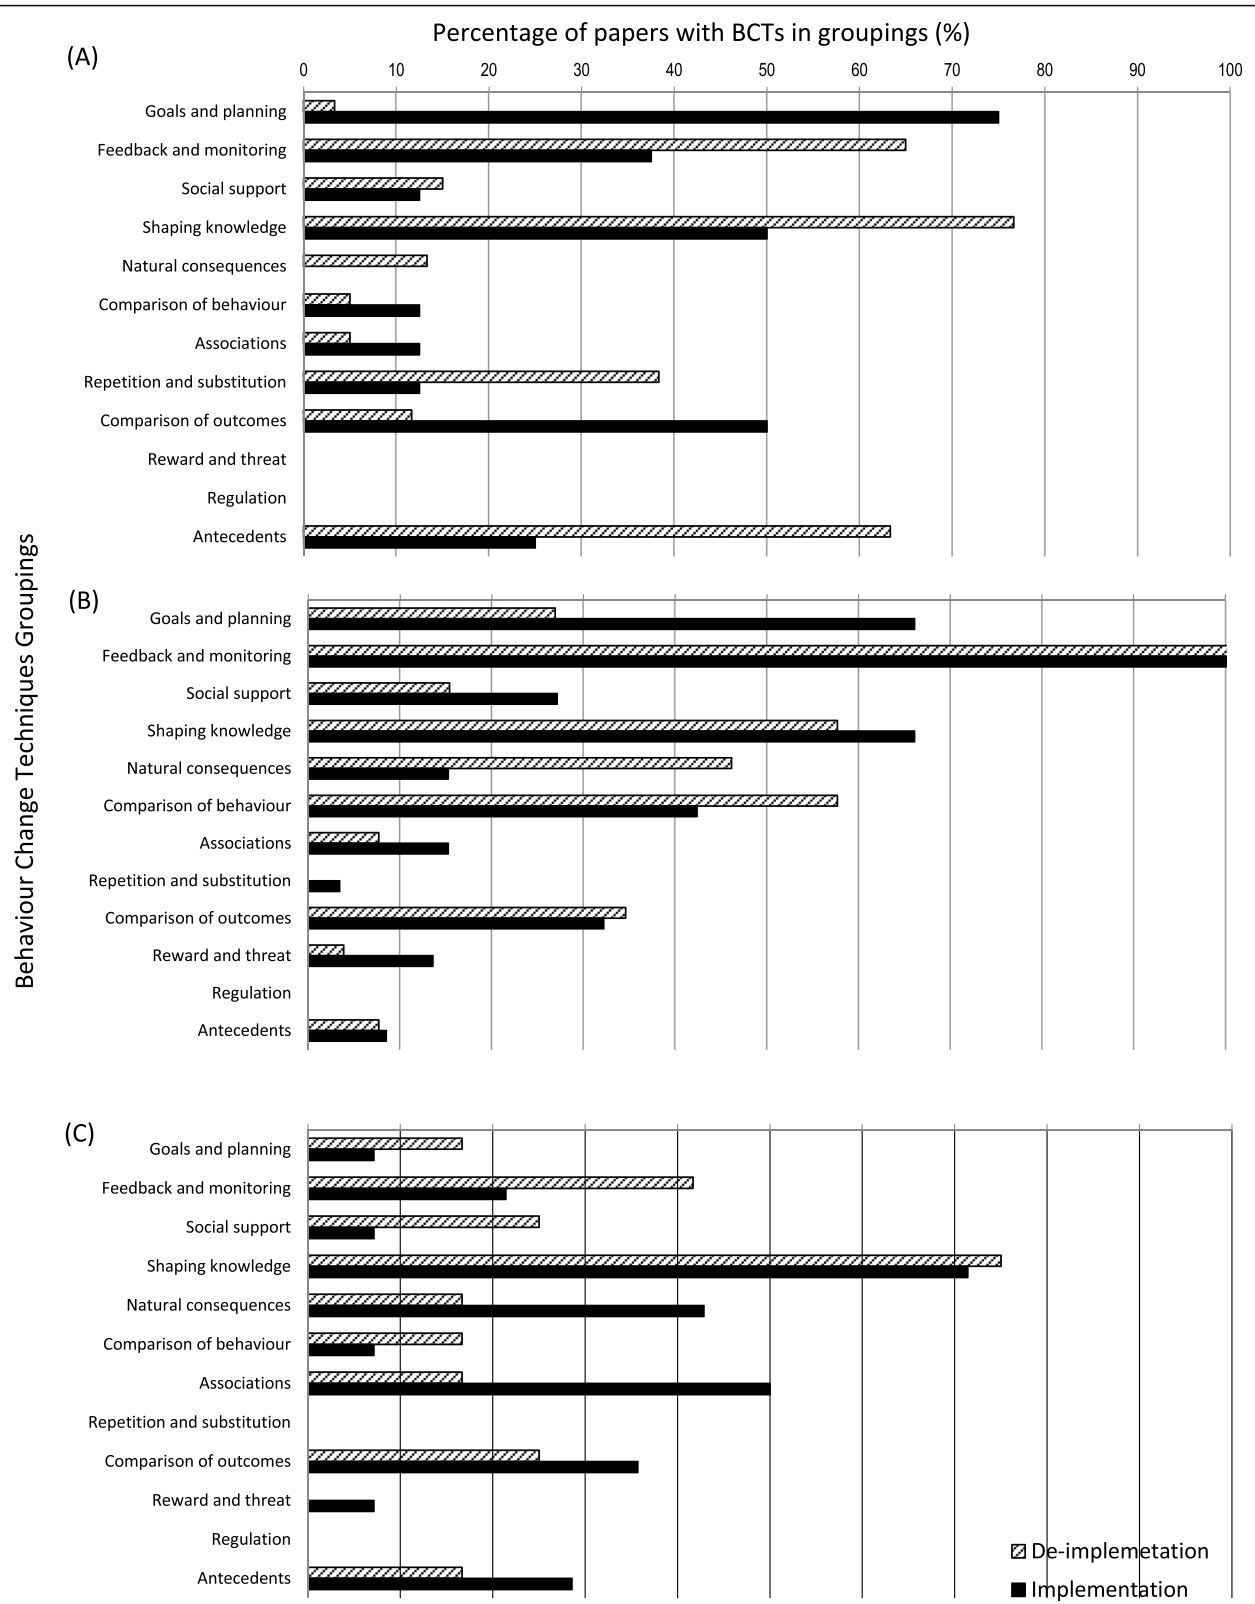 Percentage of papers with BCTs in groupings (%)
(A)
0 10 20 30 40 50 60 70 80 90 100
Goals and planning
Feedback and monitoring
Social support
Shaping knowledge
Natural consequences
Comparison of behaviour
Associations
Repetition and substitution
Comparison of outcomes
Reward and threat
Regulation
Antecedents
Behaviour Change Techniques Groupings
(B)
Goals and planning
Feedback and monitoring
Social support
Shaping knowledge
Natural consequences
Comparison of behaviour
Associations
Repetition and substitution
Comparison of outcomes
Reward and threat
Regulation
Antecedents
(C)
Goals and planning
Feedback and monitoring
Social support
Shaping knowledge
Natural consequences
Comparison of behaviour
Associations
Repetition and substitution
Comparison of outcomes
Reward and threat
Regulation
Antecedents
De-implemetation
Implementation